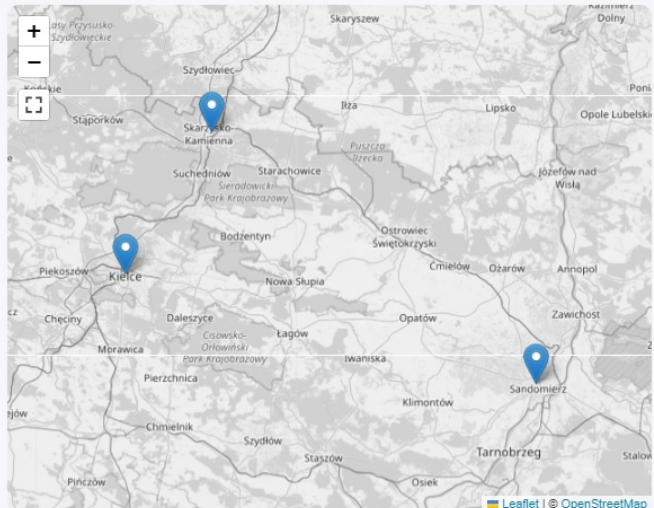 +
−
Lasy Przysusko-
Szydłowieckie
Skaryszew
Kazimierz
Dolny
Szydłowiec
Końskie
Stąporków
Skarżysko-
Kamienna
Iłża
Lipsko
Opole Lubelski
Puszcza
Iłżecka
Józefów nad
Wisłą
Suchedniów
Starachowice
Sieradowicki
Park Krajobrazowy
Bodzentyn
Ostrowiec
Świętokrzyski
Piekoszów
Kielce
Nowa Słupia
Ćmielów
Ożarów
Annopol
Chęciny
Daleszyce
Opatów
Zawichost
Morawica
Cisowsko-
Orłowiński
Park Krajobrazowy
Łagów
Iwaniska
Pierzchnica
Sandomierz
Klimontów
Chmielnik
Szydłów
Staszów
Tarnobrzeg
Pińczów
Osiek
Leaflet | © OpenStreetMap